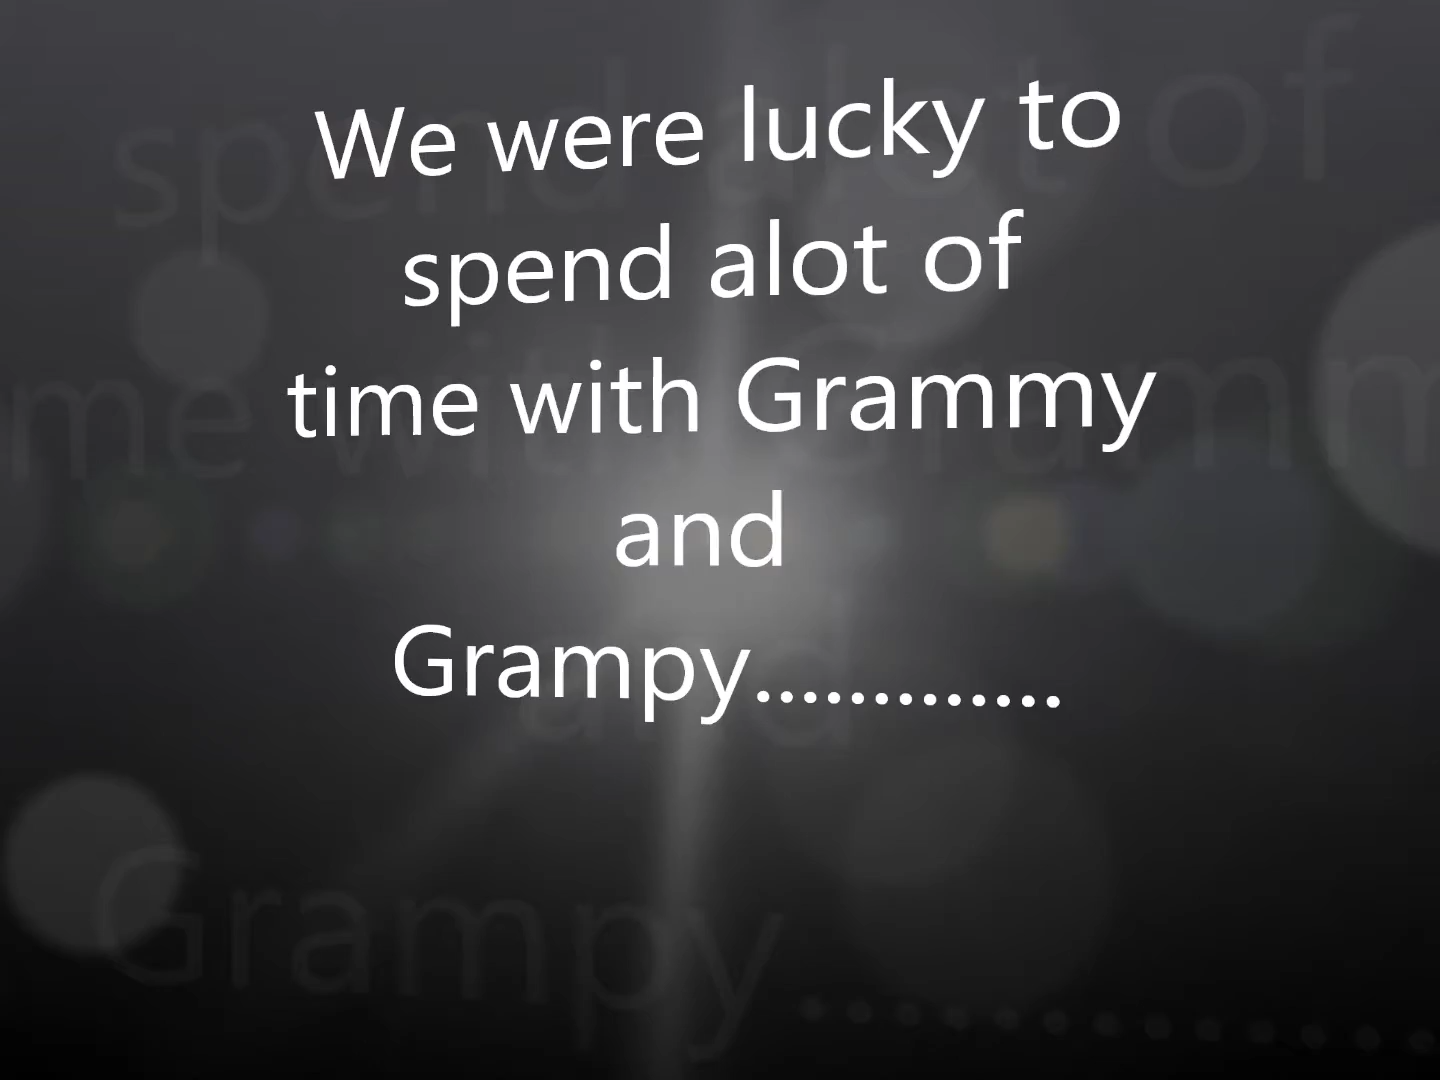 We were lucky to
spend alot of
time with Grammy
and
Grampy.............